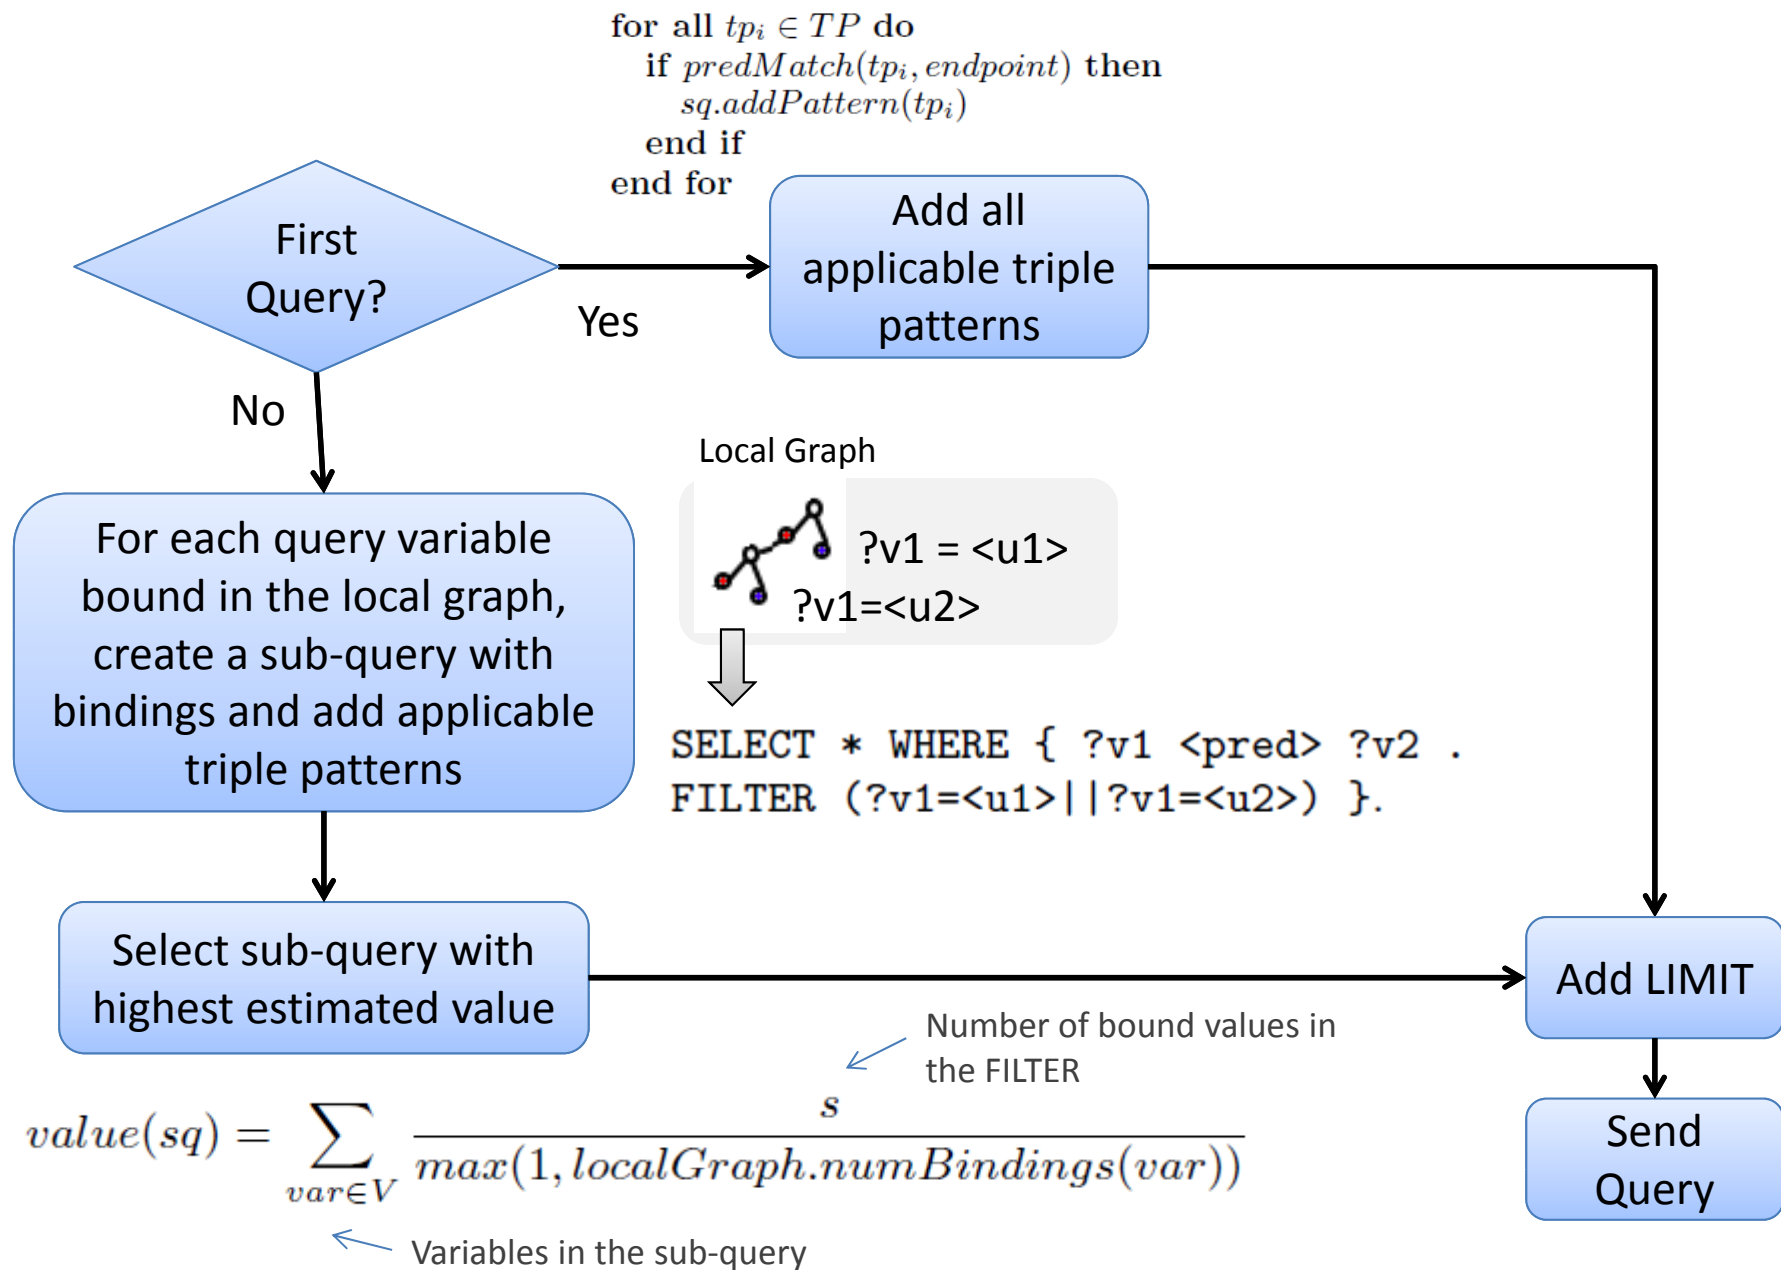 for all tp_i ∈ TP do
if predMatch(tp_i, endpoint) then
sq.addPattern(tp_i)
end if
end for
First
Query?
Yes
Add all
applicable triple
patterns
No
Local Graph
?v1 = <u1>
?v1=<u2>
For each query variable
bound in the local graph,
create a sub-query with
bindings and add applicable
triple patterns
SELECT * WHERE { ?v1 <pred> ?v2 .
FILTER (?v1=<u1>||?v1=<u2>) }.
Select sub-query with
highest estimated value
Add LIMIT
Number of bound values in
the FILTER
value(sq) = ∑_{var∈V} s / max(1, localGraph.numBindings(var))
Send
Query
Variables in the sub-query